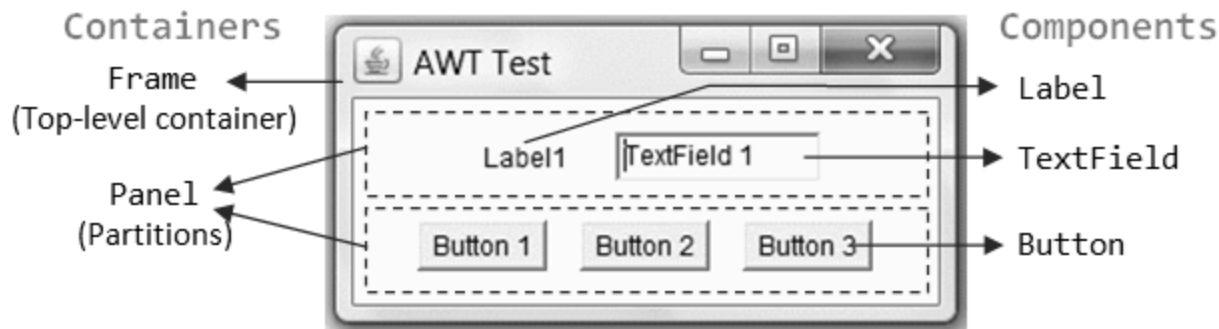 Containers
Components
Frame
(Top-level container)
AWT Test
Label
Label1
TextField 1
TextField
Panel
(Partitions)
Button 1
Button 2
Button 3
Button